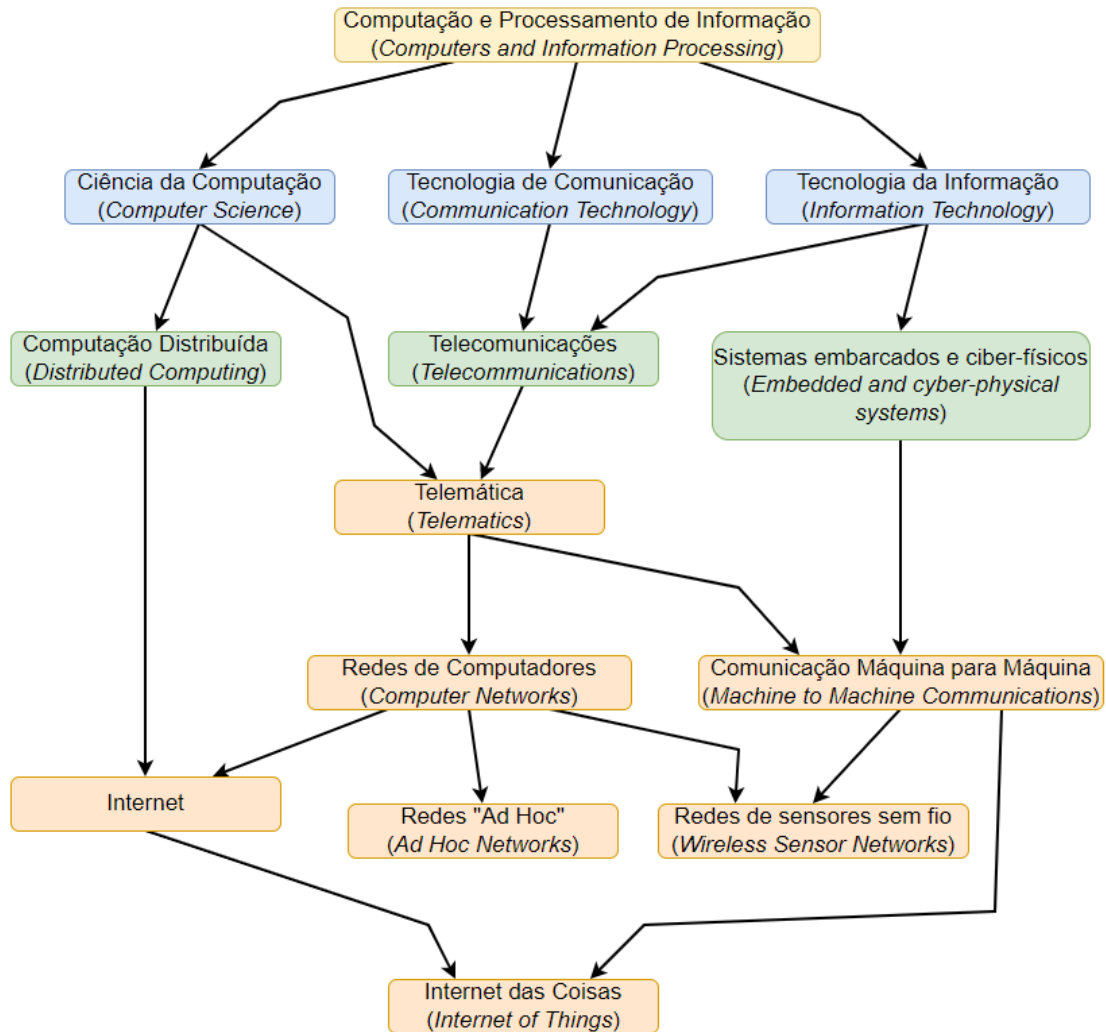 Computação e Processamento de Informação
(Computers and Information Processing)
Ciência da Computação
(Computer Science)
Tecnologia de Comunicação
(Communication Technology)
Tecnologia da Informação
(Information Technology)
Computação Distribuída
(Distributed Computing)
Telecomunicações
(Telecommunications)
Sistemas embarcados e ciber-físicos
(Embedded and cyber-physical
systems)
Telemática
(Telematics)
Redes de Computadores
(Computer Networks)
Comunicação Máquina para Máquina
(Machine to Machine Communications)
Internet
Redes "Ad Hoc"
(Ad Hoc Networks)
Redes de sensores sem fio
(Wireless Sensor Networks)
Internet das Coisas
(Internet of Things)